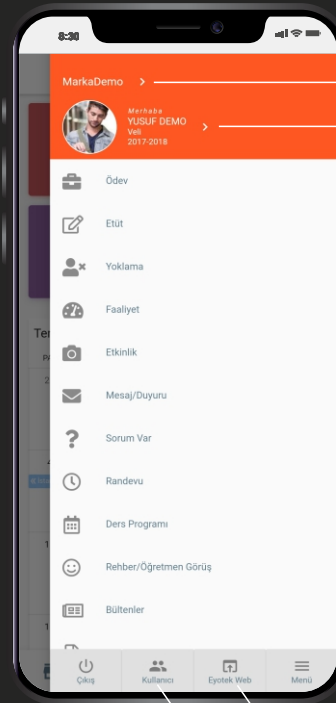 8:30
MarkaDemo
Merhaba
YUSUF DEMO
Veli
2017-2018
Ödev
Etüt
Yoklama
Faaliyet
Etkinlik
Mesaj/Duyuru
Sorum Var
Randevu
Ders Programı
Rehber/Öğretmen Görüş
Bültenler
Çıkış
Kullanıcı
Eyotek Web
Menü